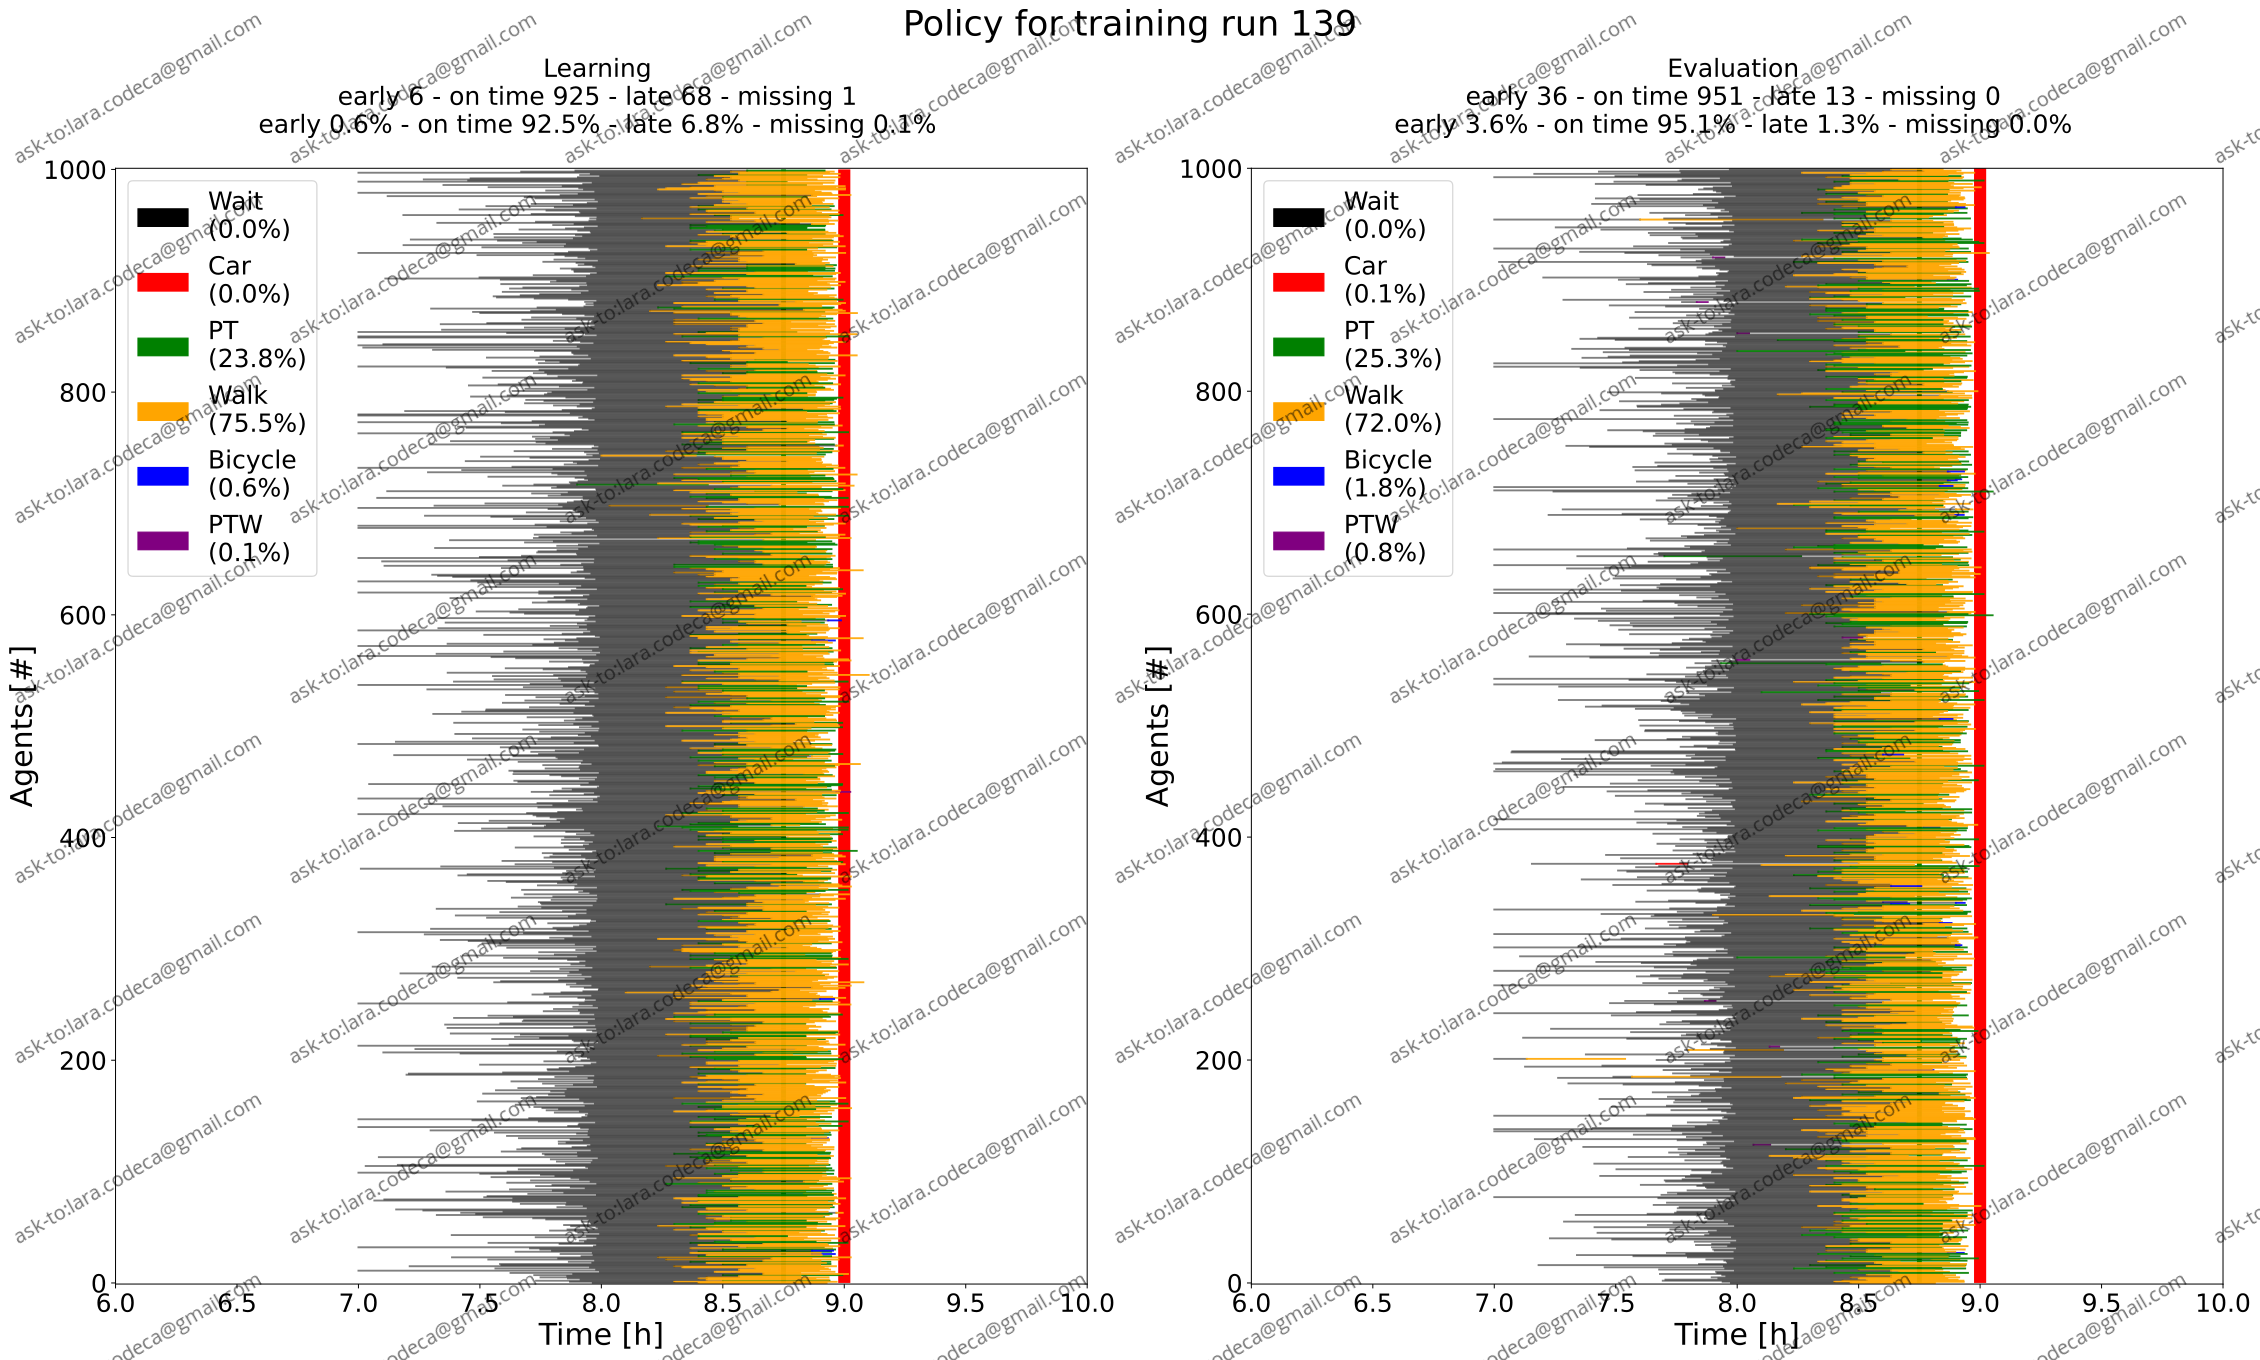 Policy for training run 139
Learning
early 6 - on time 925 - late 68 - missing 1
early 0.6% - on time 92.5% - late 6.8% - missing 0.1%
Wait
(0.0%)
Car
(0.0%)
PT
(23.8%)
Walk
(75.5%)
Bicycle
(0.6%)
PTW
(0.1%)
1000
800
600
400
200
0
Agents [#]
6.0 6.5 7.0 7.5 8.0 8.5 9.0 9.5 10.0
Time [h]
Evaluation
early 36 - on time 951 - late 13 - missing 0
early 3.6% - on time 95.1% - late 1.3% - missing 0.0%
Wait
(0.0%)
Car
(0.1%)
PT
(25.3%)
Walk
(72.0%)
Bicycle
(1.8%)
PTW
(0.8%)
1000
800
600
400
200
0
Agents [#]
6.0 6.5 7.0 7.5 8.0 8.5 9.0 9.5 10.0
Time [h]
ask-to:lara.codeca@gmail.com